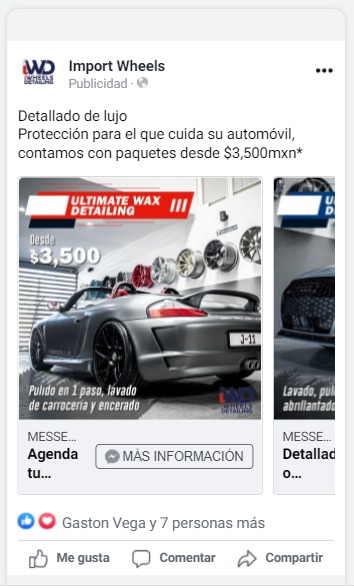 Import Wheels
Publicidad ·
IWD
WHEELS
DETAILING
Detallado de lujo
Protección para el que cuida su automóvil,
contamos con paquetes desde $3,500mxn*
ULTIMATE WAX
DETAILING
Desde
$3,500
J-11
Pulido en 1 paso, lavado
de carrocería y encerado
IWD
WHEELS
DETAILING
U
D
Lavado, puli
abrillantado
MESSE...
Agenda
tu...
MÁS INFORMACIÓN
MESSE...
Detallad
o...
Gaston Vega y 7 personas más
Me gusta
Comentar
Compartir